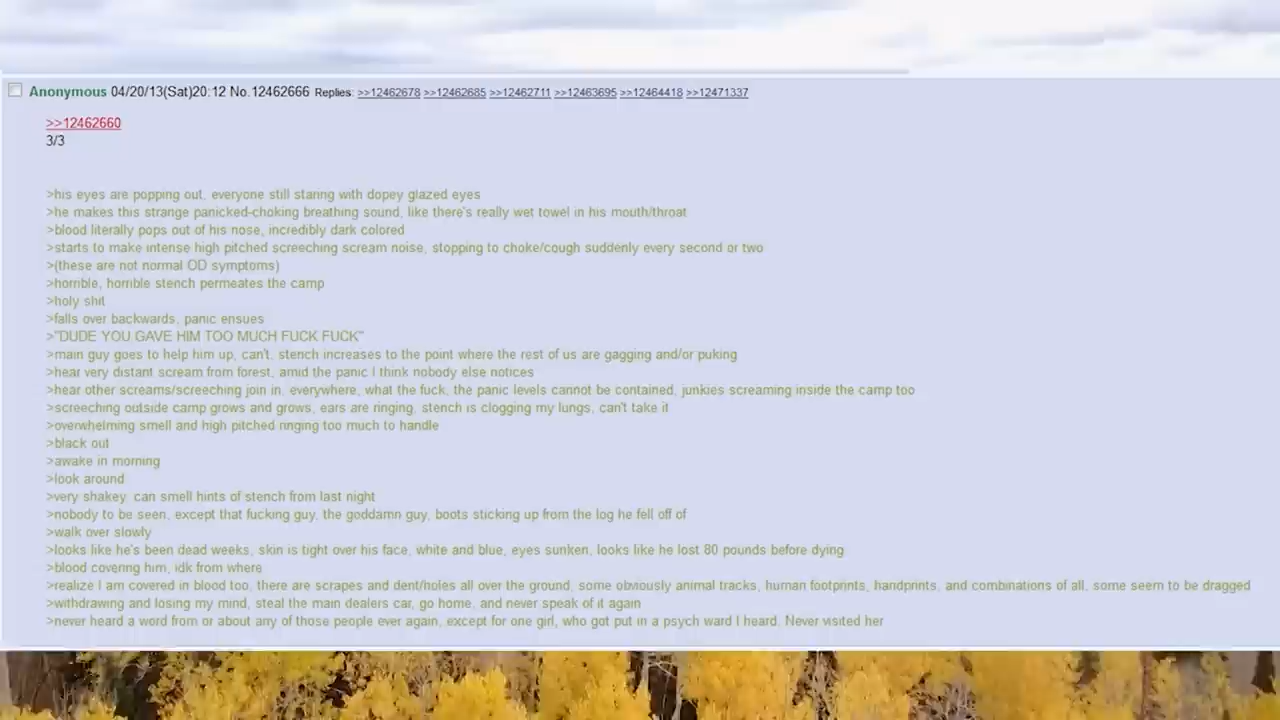 Anonymous 04/20/13(Sat)20:12 No.12462666 Replies: >>12462678 >>12462685 >>12462711 >>12463695 >>12464418 >>12471337
>>12462660
3/3
>his eyes are popping out, everyone still staring with dopey glazed eyes
>he makes this strange panicked-choking breathing sound, like there's really wet towel in his mouth/throat
>blood literally pops out of his nose, incredibly dark colored
>starts to make intense high pitched screeching scream noise, stopping to choke/cough suddenly every second or two
>(these are not normal OD symptoms)
>horrible, horrible stench permeates the camp
>holy shit
>falls over backwards, panic ensues
>"DUDE YOU GAVE HIM TOO MUCH FUCK FUCK"
>main guy goes to help him up, can't, stench increases to the point where the rest of us are gagging and/or puking
>hear very distant scream from forest, amid the panic I think nobody else notices
>hear other screams/screeching join in, everywhere, what the fuck, the panic levels cannot be contained, junkies screaming inside the camp too
>screeching outside camp grows and grows, ears are ringing, stench is clogging my lungs, can't take it
>overwhelming smell and high pitched ringing too much to handle
>black out
>awake in morning
>look around
>very shakey, can smell hints of stench from last night
>nobody to be seen, except that fucking guy, the goddamn guy, boots sticking up from the log he fell off of
>walk over slowly
>looks like he's been dead weeks, skin is tight over his face, white and blue, eyes sunken, looks like he lost 80 pounds before dying
>blood covering him, idk from where
>realize I am covered in blood too, there are scrapes and dent/holes all over the ground, some obviously animal tracks, human footprints, handprints, and combinations of all, some seem to be dragged
>withdrawing and losing my mind, steal the main dealers car, go home, and never speak of it again
>never heard a word from or about any of those people ever again, except for one girl, who got put in a psych ward I heard. Never visited her